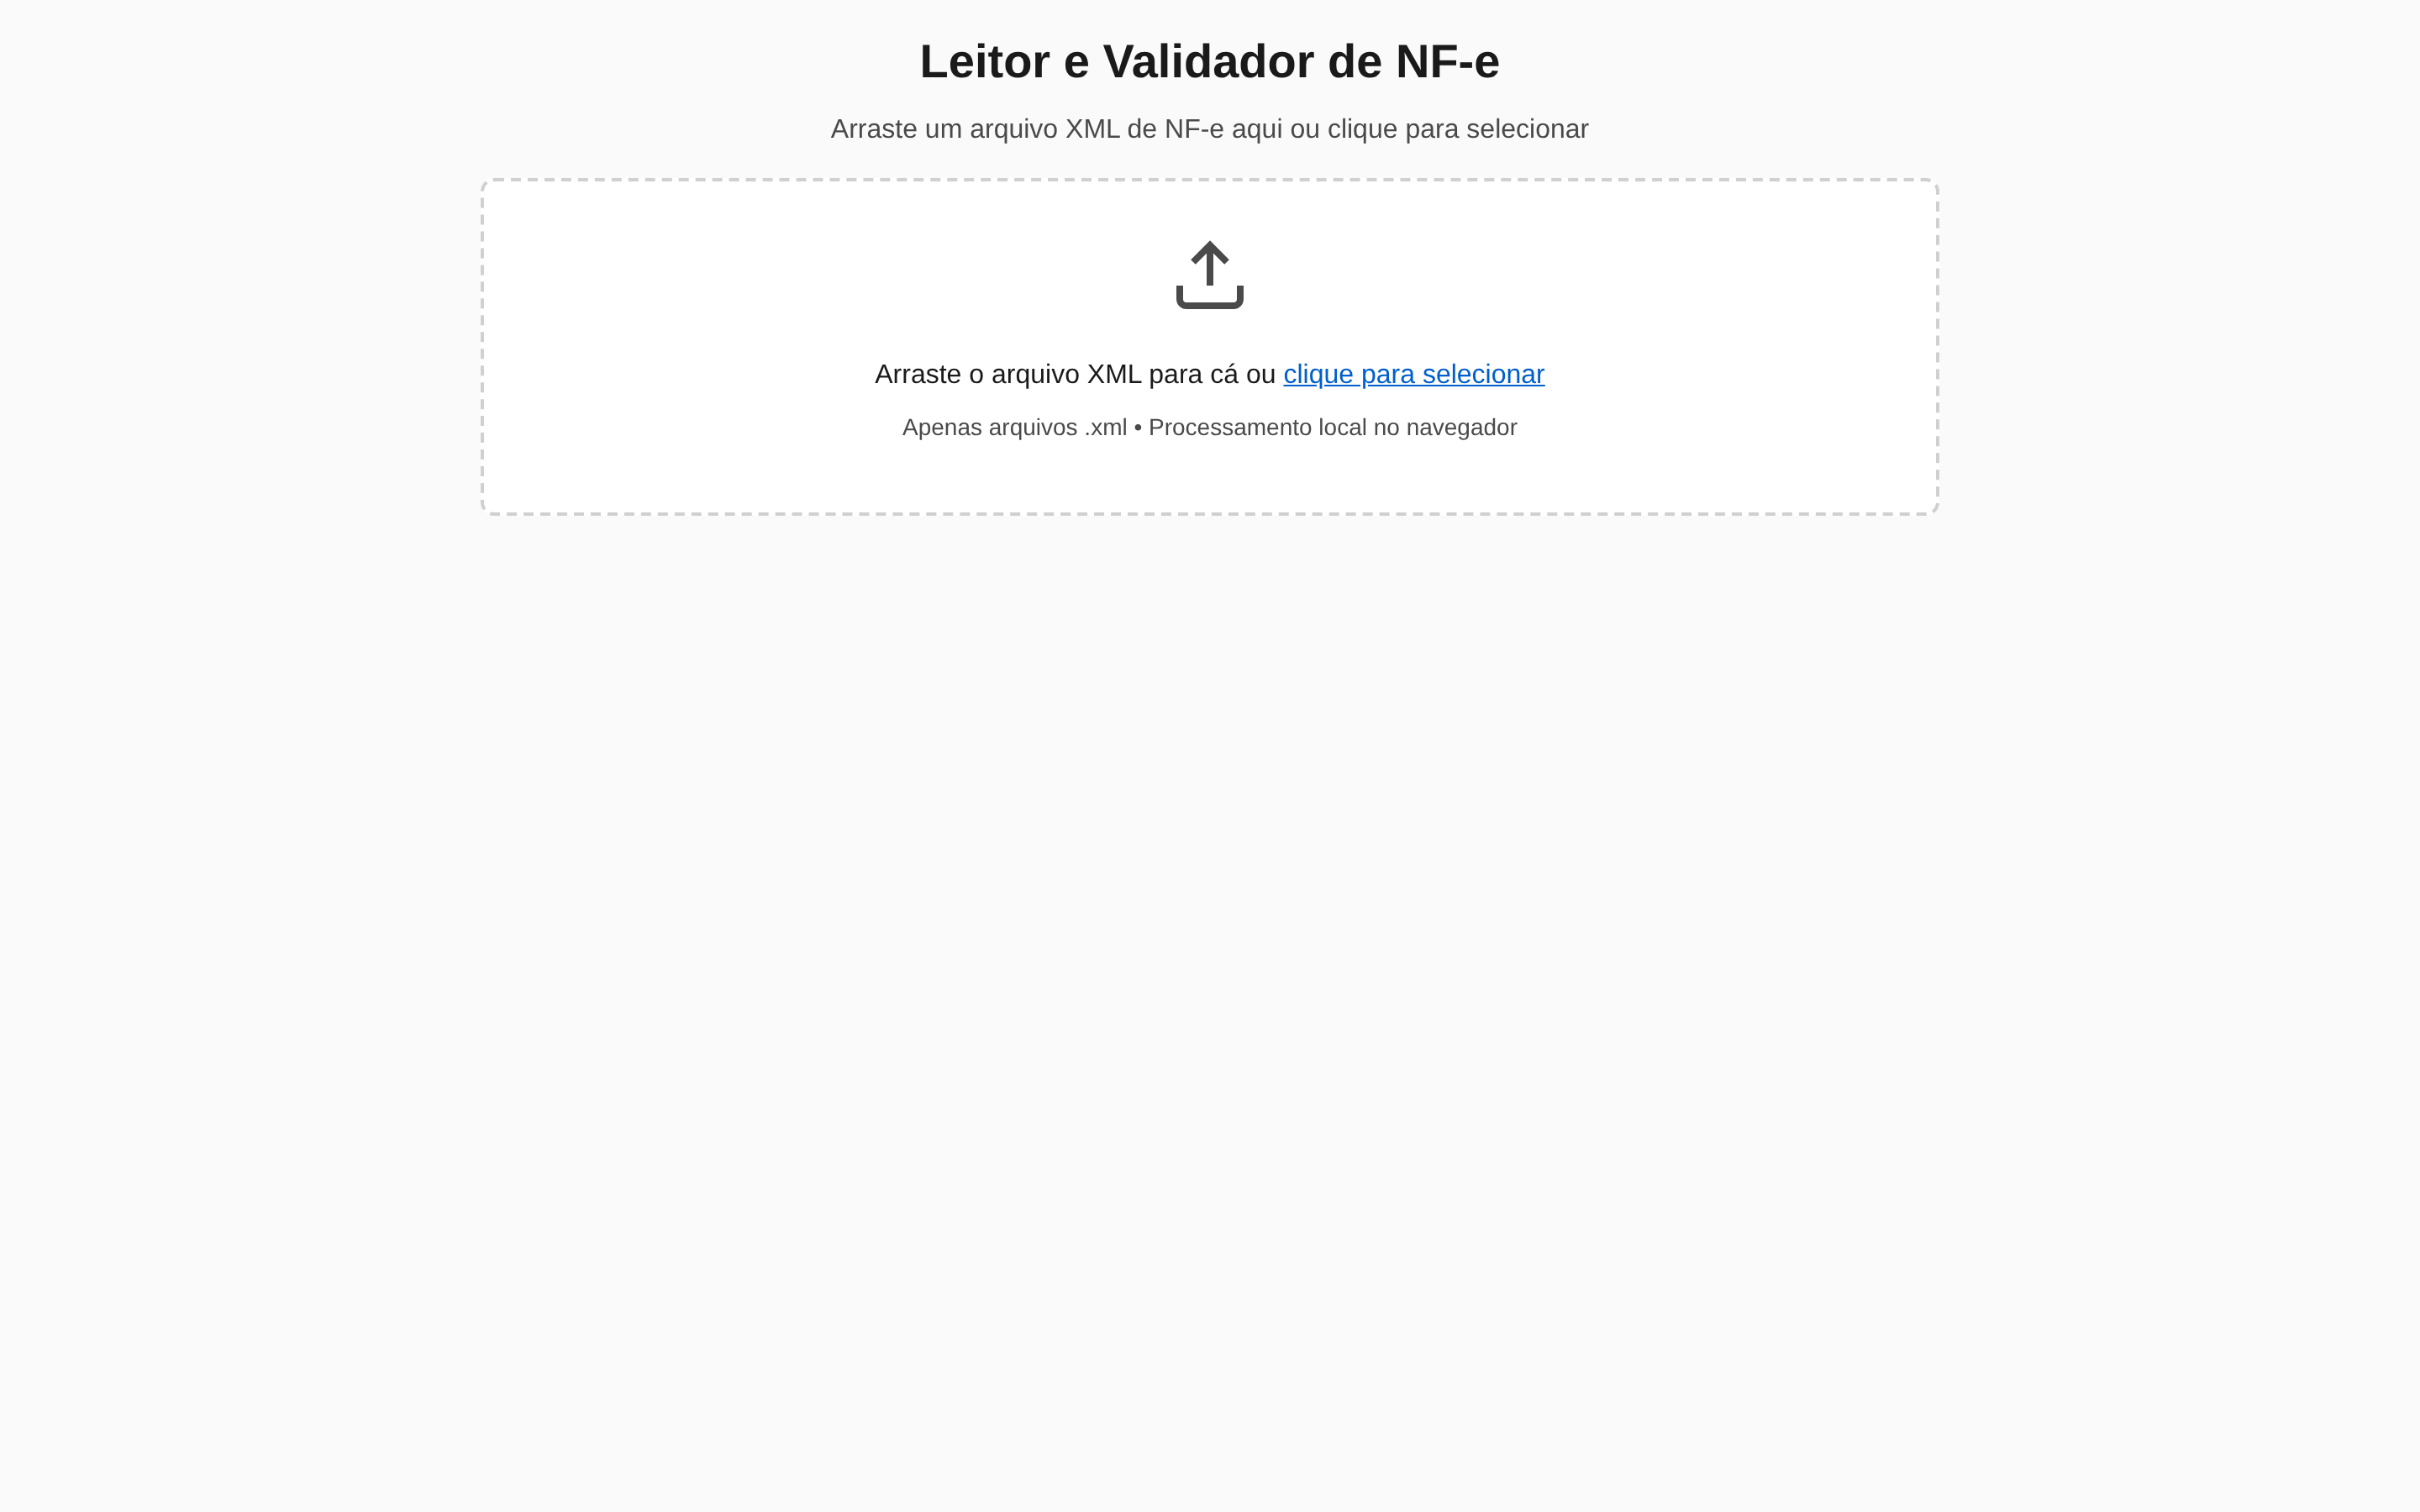 Leitor e Validador de NF-e
Arraste um arquivo XML de NF-e aqui ou clique para selecionar
Arraste o arquivo XML para cá ou clique para selecionar
Apenas arquivos .xml • Processamento local no navegador